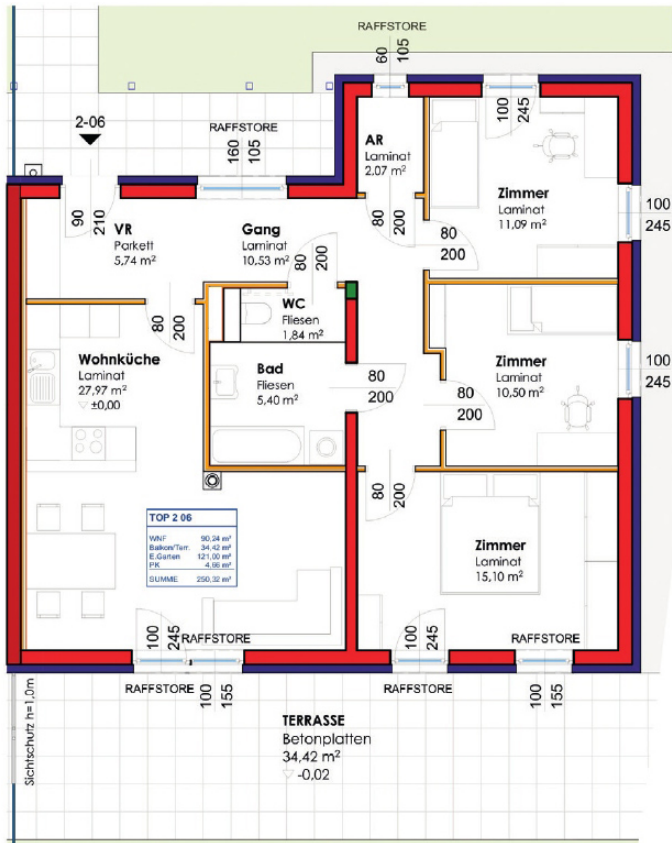 RAFFSTORE
60
105
2-06
RAFFSTORE
160
105
AR
Laminat
2,07 m²
100
245
Zimmer
Laminat
11,09 m²
100
245
90
210
VR
Parkett
5,74 m²
Gang
Laminat
10,53 m²
80
200
80
200
80
200
WC
Fliesen
1,84 m²
80
200
Wohnküche
Laminat
27,97 m²
±0,00
Bad
Fliesen
5,40 m²
80
200
Zimmer
Laminat
10,50 m²
100
245
80
200
80
200
TOP 2 06
WNF 90,24 m²
Balkon/Terr. 34,42 m²
E.Garten 121,00 m²
PK 4,66 m²
SUMME 250,32 m²
Zimmer
Laminat
15,10 m²
100
245
RAFFSTORE
100
245
RAFFSTORE
RAFFSTORE
100
155
RAFFSTORE
100
155
Sichtschutz h=1,0m
TERRASSE
Betonplatten
34,42 m²
-0,02